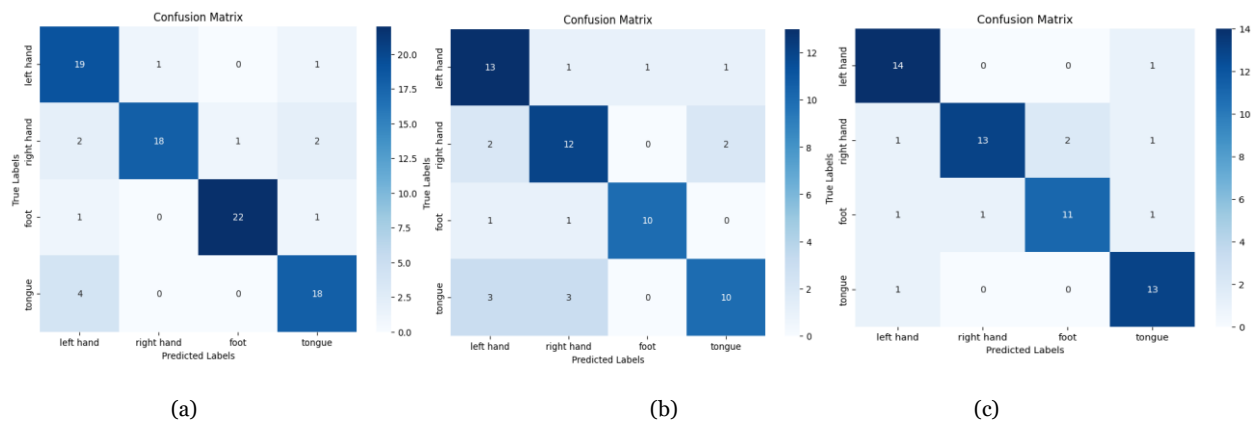 Confusion Matrix
True Labels
left hand
right hand
foot
tongue
19 1 0 1
2 18 1 2
1 0 22 1
4 0 0 18
left hand right hand foot tongue
Predicted Labels
20.0
17.5
15.0
12.5
10.0
7.5
5.0
2.5
0.0
(a)
Confusion Matrix
True Labels
left hand
right hand
foot
tongue
13 1 1 1
2 12 0 2
1 1 10 0
3 3 0 10
left hand right hand foot tongue
Predicted Labels
12
10
8
6
4
2
0
(b)
Confusion Matrix
True Labels
left hand
right hand
foot
tongue
14 0 0 1
1 13 2 1
1 1 11 1
1 0 0 13
left hand right hand foot tongue
Predicted Labels
14
12
10
8
6
4
2
0
(c)